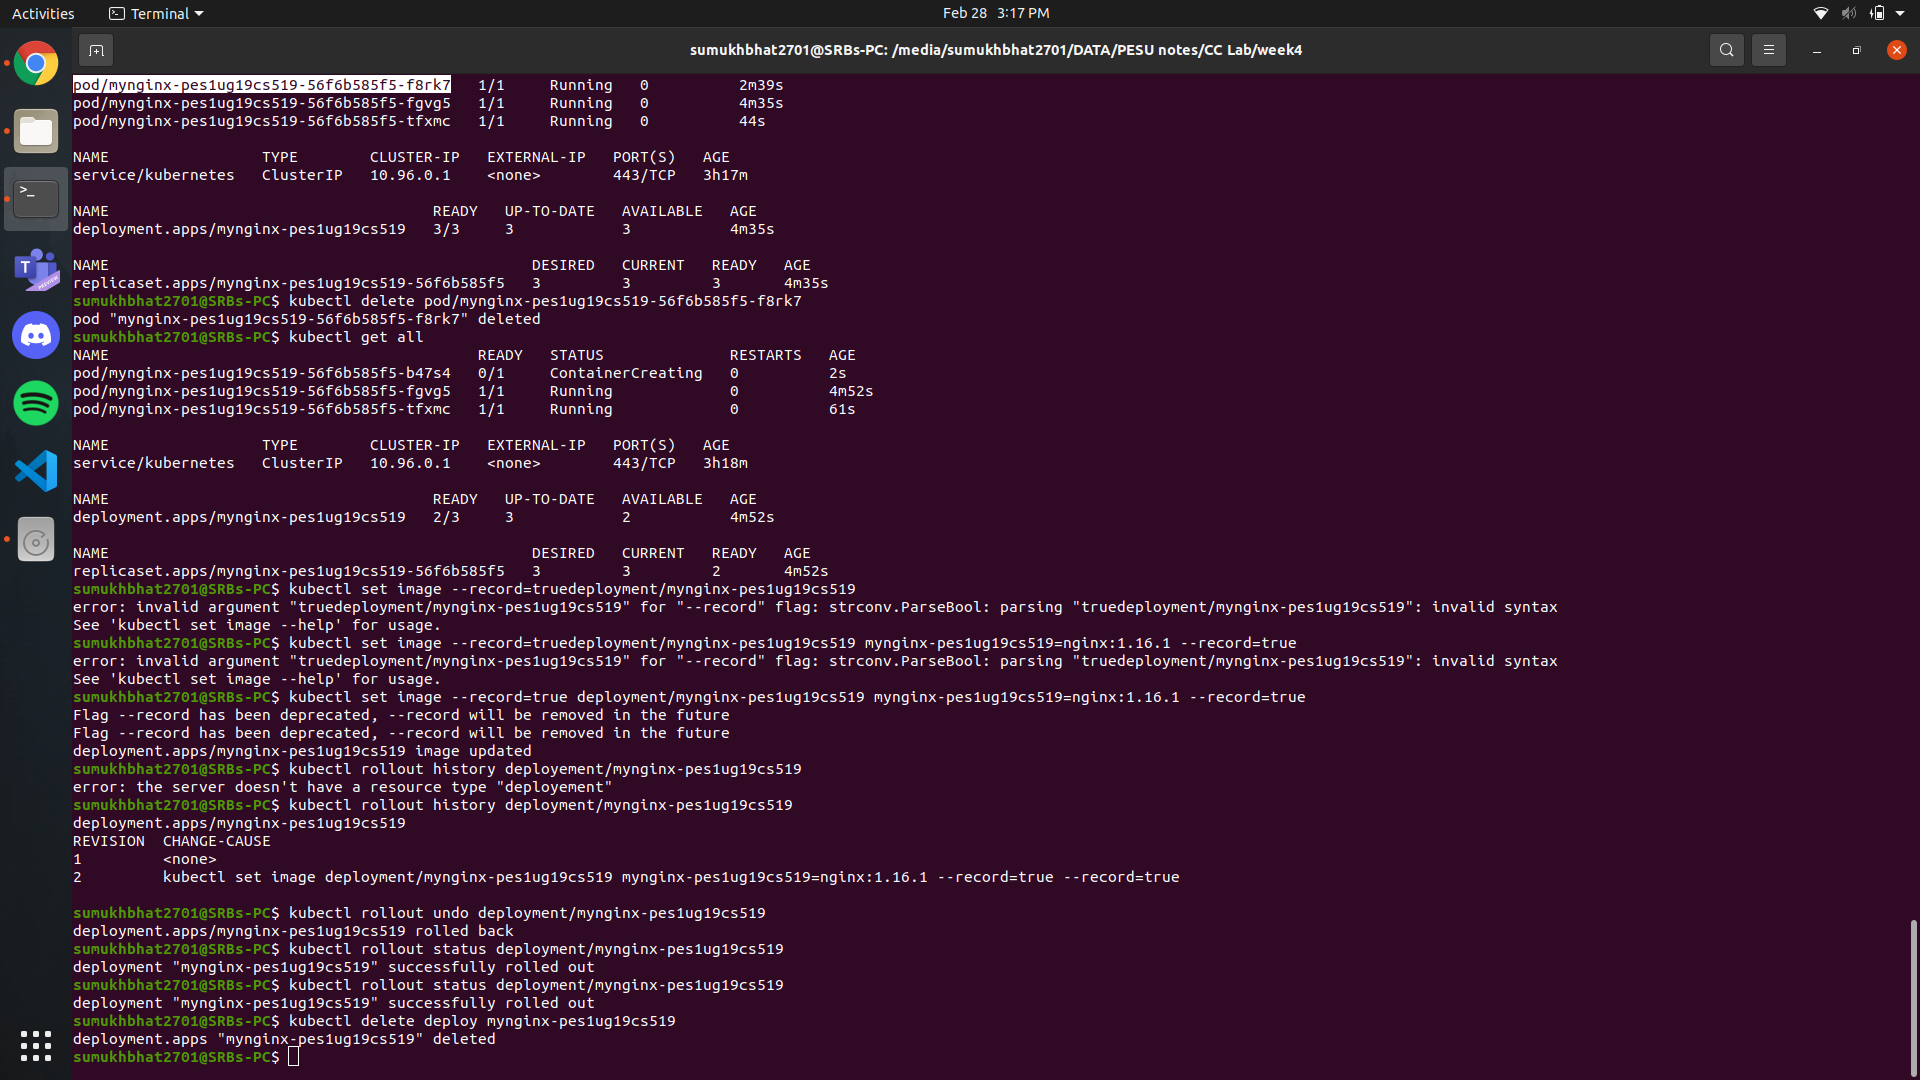 Activities Terminal Feb 28 3:17 PM
sumukhbhat2701@SRBs-PC: /media/sumukhbhat2701/DATA/PESU notes/CC Lab/week4
pod/mynginx-pes1ug19cs519-56f6b585f5-f8rk7 1/1 Running 0 2m39s
pod/mynginx-pes1ug19cs519-56f6b585f5-fgvg5 1/1 Running 0 4m35s
pod/mynginx-pes1ug19cs519-56f6b585f5-tfxmc 1/1 Running 0 44s
NAME TYPE CLUSTER-IP EXTERNAL-IP PORT(S) AGE
service/kubernetes ClusterIP 10.96.0.1 <none> 443/TCP 3h17m
NAME READY UP-TO-DATE AVAILABLE AGE
deployment.apps/mynginx-pes1ug19cs519 3/3 3 3 4m35s
NAME DESIRED CURRENT READY AGE
replicaset.apps/mynginx-pes1ug19cs519-56f6b585f5 3 3 3 4m35s
sumukhbhat2701@SRBs-PC$ kubectl delete pod/mynginx-pes1ug19cs519-56f6b585f5-f8rk7
pod "mynginx-pes1ug19cs519-56f6b585f5-f8rk7" deleted
sumukhbhat2701@SRBs-PC$ kubectl get all
NAME READY STATUS RESTARTS AGE
pod/mynginx-pes1ug19cs519-56f6b585f5-b47s4 0/1 ContainerCreating 0 2s
pod/mynginx-pes1ug19cs519-56f6b585f5-fgvg5 1/1 Running 0 4m52s
pod/mynginx-pes1ug19cs519-56f6b585f5-tfxmc 1/1 Running 0 61s
NAME TYPE CLUSTER-IP EXTERNAL-IP PORT(S) AGE
service/kubernetes ClusterIP 10.96.0.1 <none> 443/TCP 3h18m
NAME READY UP-TO-DATE AVAILABLE AGE
deployment.apps/mynginx-pes1ug19cs519 2/3 3 2 4m52s
NAME DESIRED CURRENT READY AGE
replicaset.apps/mynginx-pes1ug19cs519-56f6b585f5 3 3 2 4m52s
sumukhbhat2701@SRBs-PC$ kubectl set image --record=truedeployment/mynginx-pes1ug19cs519
error: invalid argument "truedeployment/mynginx-pes1ug19cs519" for "--record" flag: strconv.ParseBool: parsing "truedeployment/mynginx-pes1ug19cs519": invalid syntax
See 'kubectl set image --help' for usage.
sumukhbhat2701@SRBs-PC$ kubectl set image --record=truedeployment/mynginx-pes1ug19cs519 mynginx-pes1ug19cs519=nginx:1.16.1 --record=true
error: invalid argument "truedeployment/mynginx-pes1ug19cs519" for "--record" flag: strconv.ParseBool: parsing "truedeployment/mynginx-pes1ug19cs519": invalid syntax
See 'kubectl set image --help' for usage.
sumukhbhat2701@SRBs-PC$ kubectl set image --record=true deployment/mynginx-pes1ug19cs519 mynginx-pes1ug19cs519=nginx:1.16.1 --record=true
Flag --record has been deprecated, --record will be removed in the future
Flag --record has been deprecated, --record will be removed in the future
deployment.apps/mynginx-pes1ug19cs519 image updated
sumukhbhat2701@SRBs-PC$ kubectl rollout history deployement/mynginx-pes1ug19cs519
error: the server doesn't have a resource type "deployement"
sumukhbhat2701@SRBs-PC$ kubectl rollout history deployment/mynginx-pes1ug19cs519
deployment.apps/mynginx-pes1ug19cs519
REVISION CHANGE-CAUSE
1 <none>
2 kubectl set image deployment/mynginx-pes1ug19cs519 mynginx-pes1ug19cs519=nginx:1.16.1 --record=true --record=true
sumukhbhat2701@SRBs-PC$ kubectl rollout undo deployment/mynginx-pes1ug19cs519
deployment.apps/mynginx-pes1ug19cs519 rolled back
sumukhbhat2701@SRBs-PC$ kubectl rollout status deployment/mynginx-pes1ug19cs519
deployment "mynginx-pes1ug19cs519" successfully rolled out
sumukhbhat2701@SRBs-PC$ kubectl rollout status deployment/mynginx-pes1ug19cs519
deployment "mynginx-pes1ug19cs519" successfully rolled out
sumukhbhat2701@SRBs-PC$ kubectl delete deploy mynginx-pes1ug19cs519
deployment.apps "mynginx-pes1ug19cs519" deleted
sumukhbhat2701@SRBs-PC$